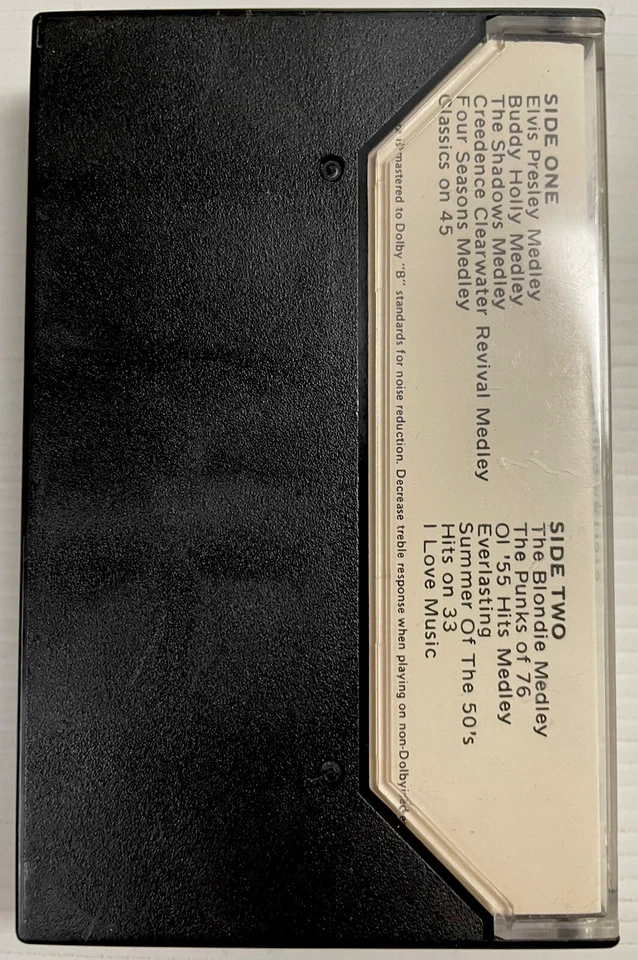 SIDE ONE
Elvis Presley Medley
Buddy Holly Medley
The Shadows Medley
Creedence Clearwater Revival Medley
Four Seasons Medley
Classics on 45
SIDE TWO
The Blondie Medley
The Punks of 76
Ol '55 Hits Medley
Everlasting
Summer Of The 50's
Hits on 33
I Love Music
is mastered to Dolby "B" standards for noise reduction. Decrease treble response when playing on non-Dolby